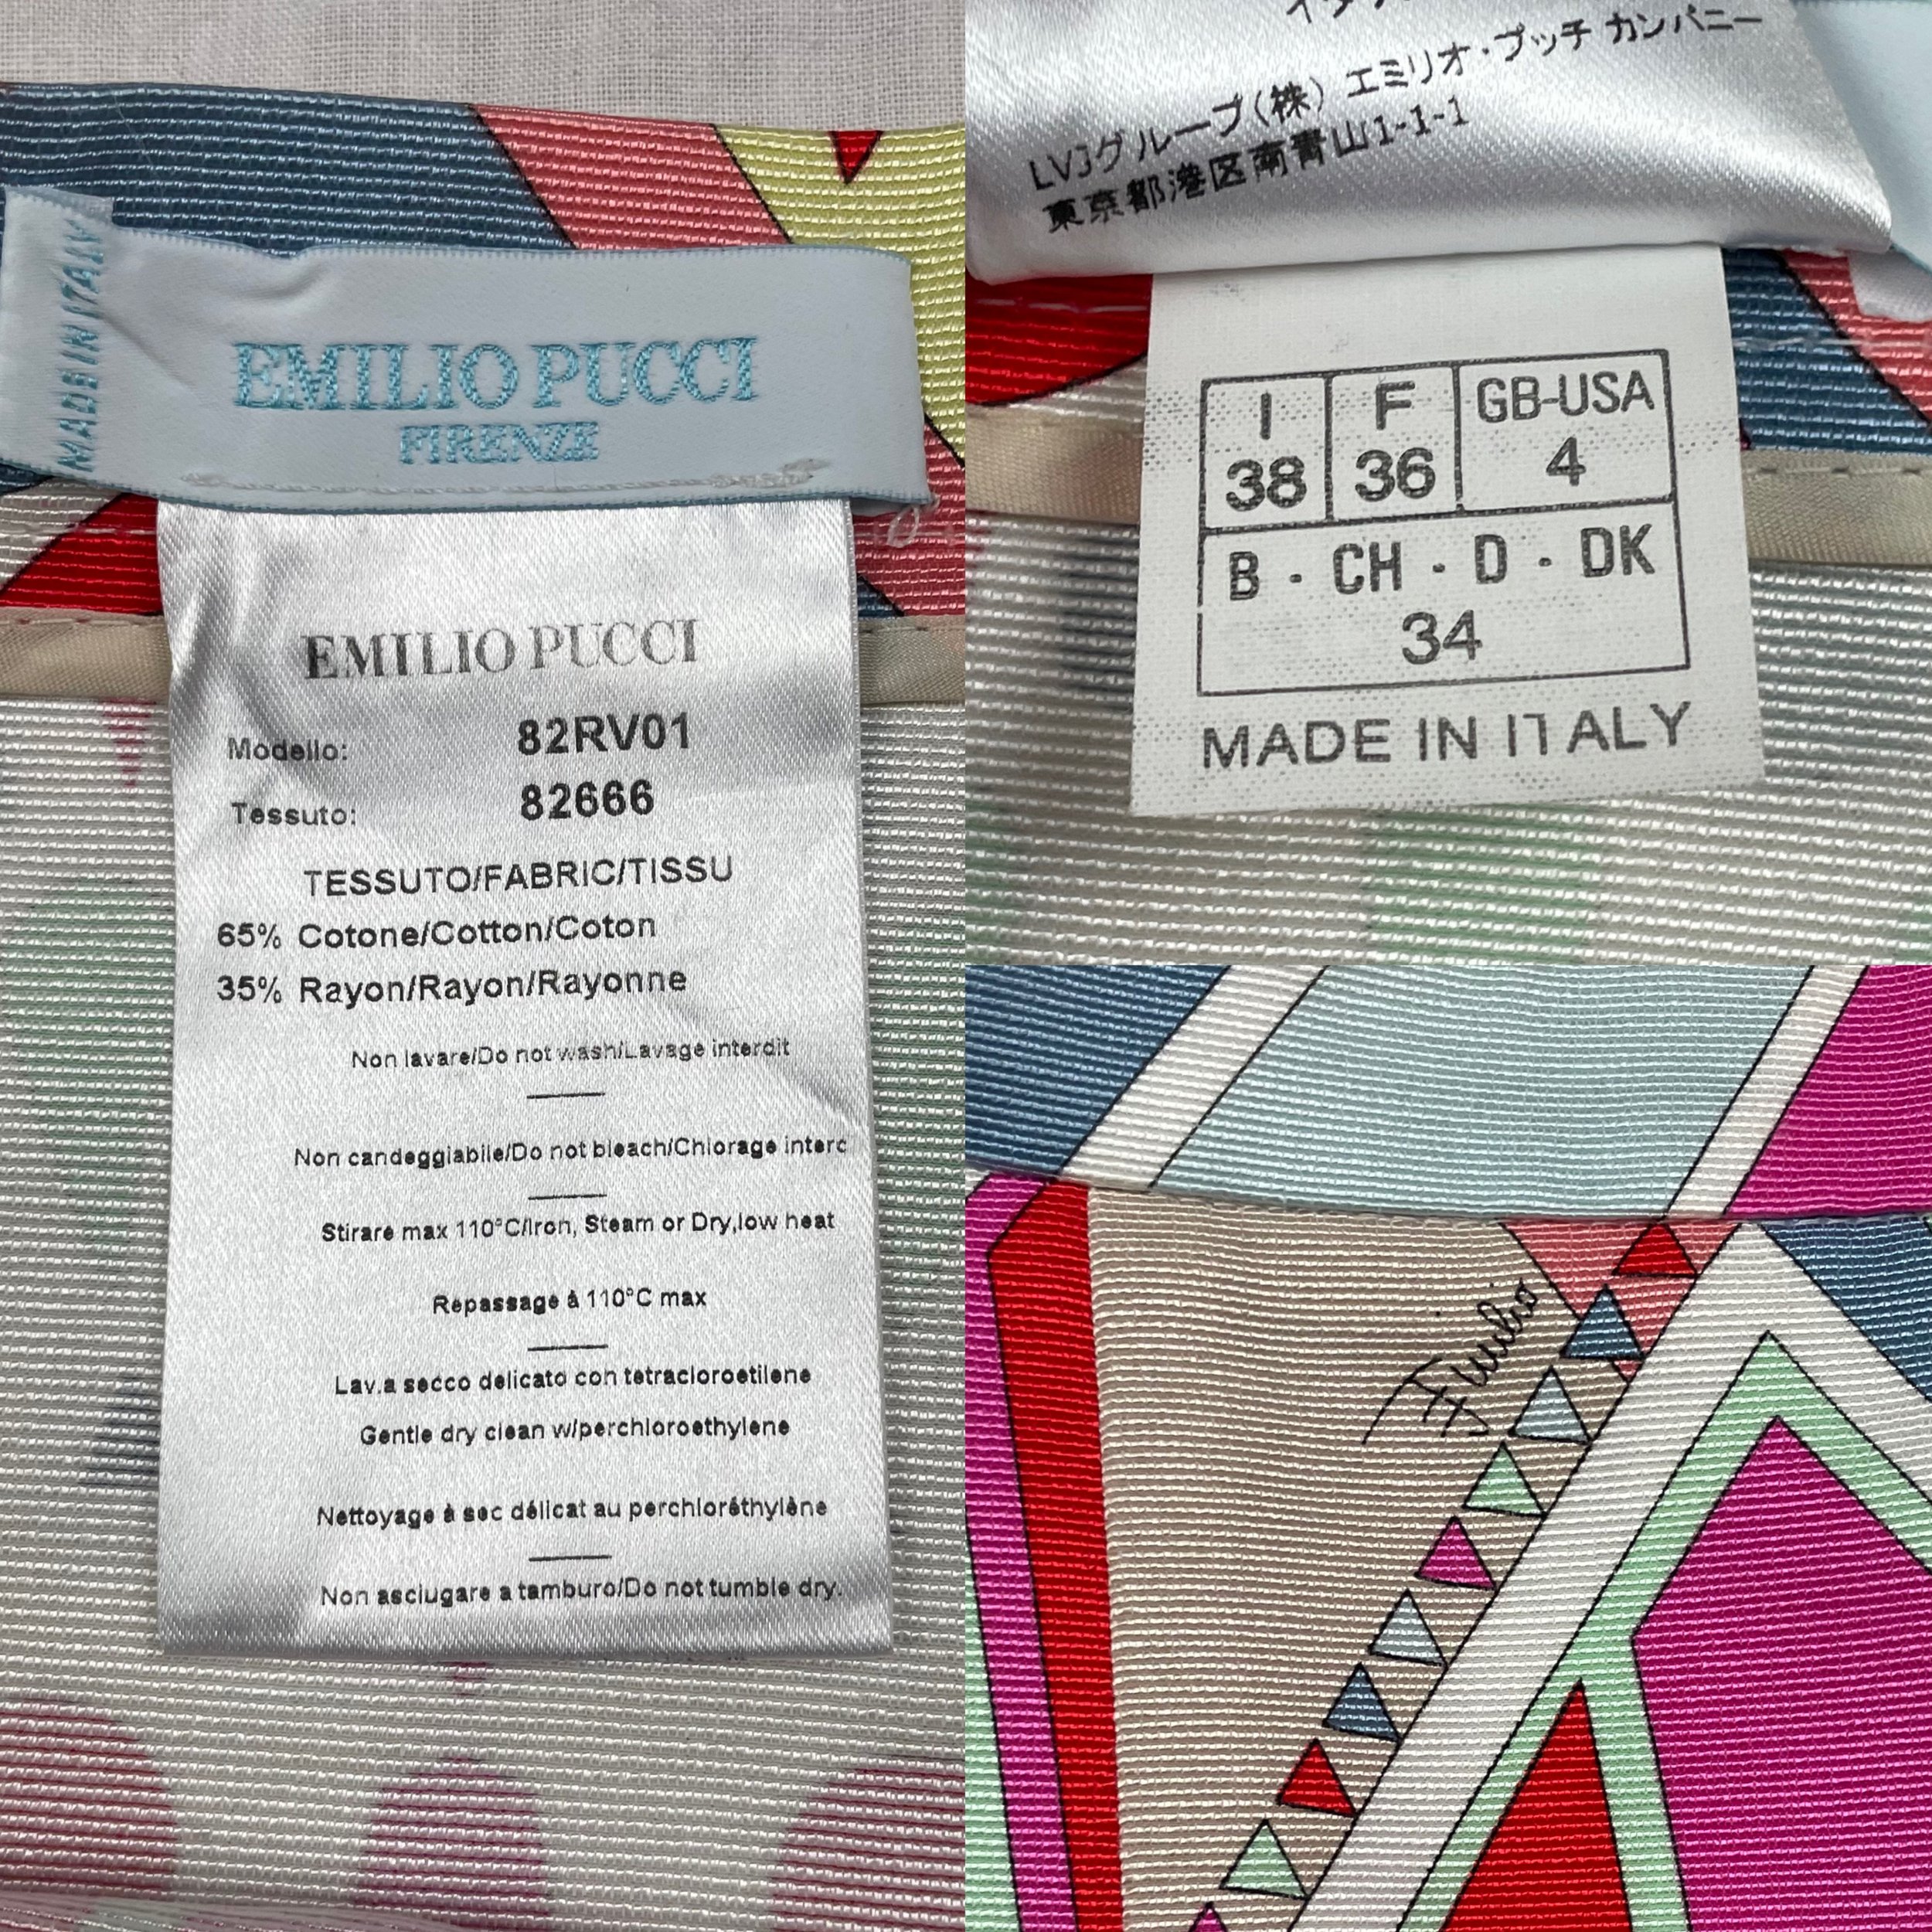 MADE IN ITALY
EMILIO PUCCI
FIRENZE
EMILIO PUCCI
Modello: 82RV01
Tessuto: 82666
TESSUTO/FABRIC/TISSU
65% Cotone/Cotton/Coton
35% Rayon/Rayon/Rayonne
Non lavare/Do not wash/Lavage interdit
Non candeggiabile/Do not bleach/Chlorage interd
Stirare max 110°C/Iron, Steam or Dry,low heat
Repassage à 110°C max
Lav.a secco delicato con tetracloroetilene
Gentle dry clean w/perchloroethylene
Nettoyage à sec délicat au perchloréthylène
Non asciugare a tamburo/Do not tumble dry.
LVJグループ(株) エミリオ・プッチ カンパニー
東京都港区南青山1-1-1
I F GB-USA
38 36 4
B - CH - D - DK
34
MADE IN ITALY
Emilio